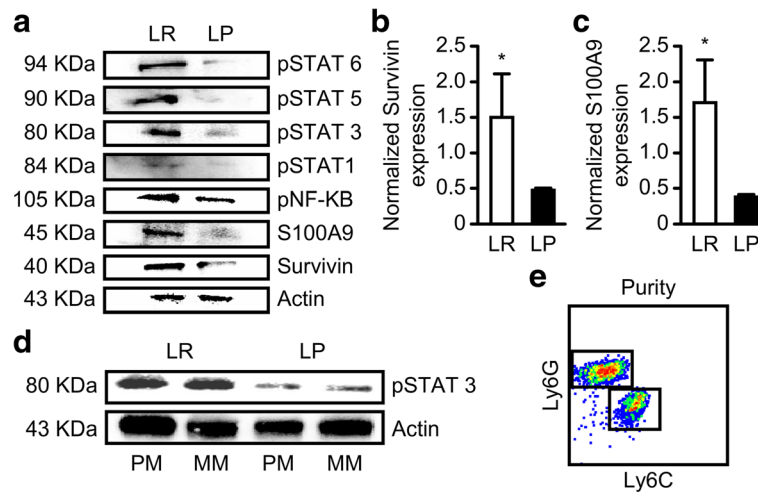 a
LR LP
94 KDa pSTAT 6
90 KDa pSTAT 5
80 KDa pSTAT 3
84 KDa pSTAT1
105 KDa pNF-KB
45 KDa S100A9
40 KDa Survivin
43 KDa Actin
b
Normalized Survivin
expression
2.5
2.0
1.5
1.0
0.5
0
*
LR LP
c
Normalized S100A9
expression
2.5
2.0
1.5
1.0
0.5
0
*
LR LP
d
LR LP
80 KDa pSTAT 3
43 KDa Actin
PM MM PM MM
e
Purity
Ly6G
Ly6C